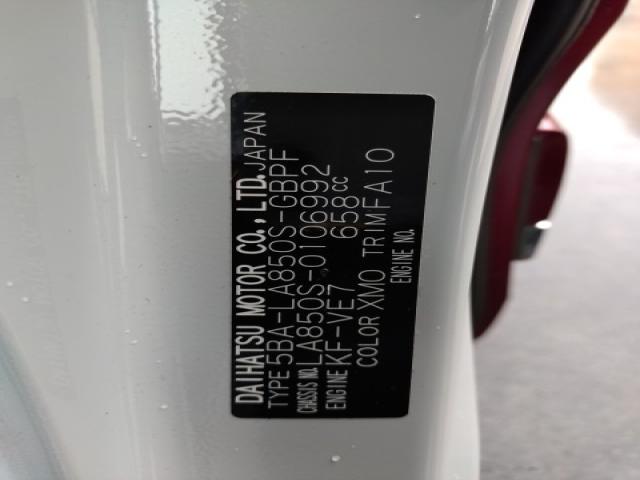 DAIHATSU MOTOR CO., LTD. JAPAN
TYPE 5BA-LA850S-GBPF
CHASSIS NO. LA850S-0106992
ENGINE KF-VE7 658cc
COLOR XM0 TRIM FA10
ENGINE NO.